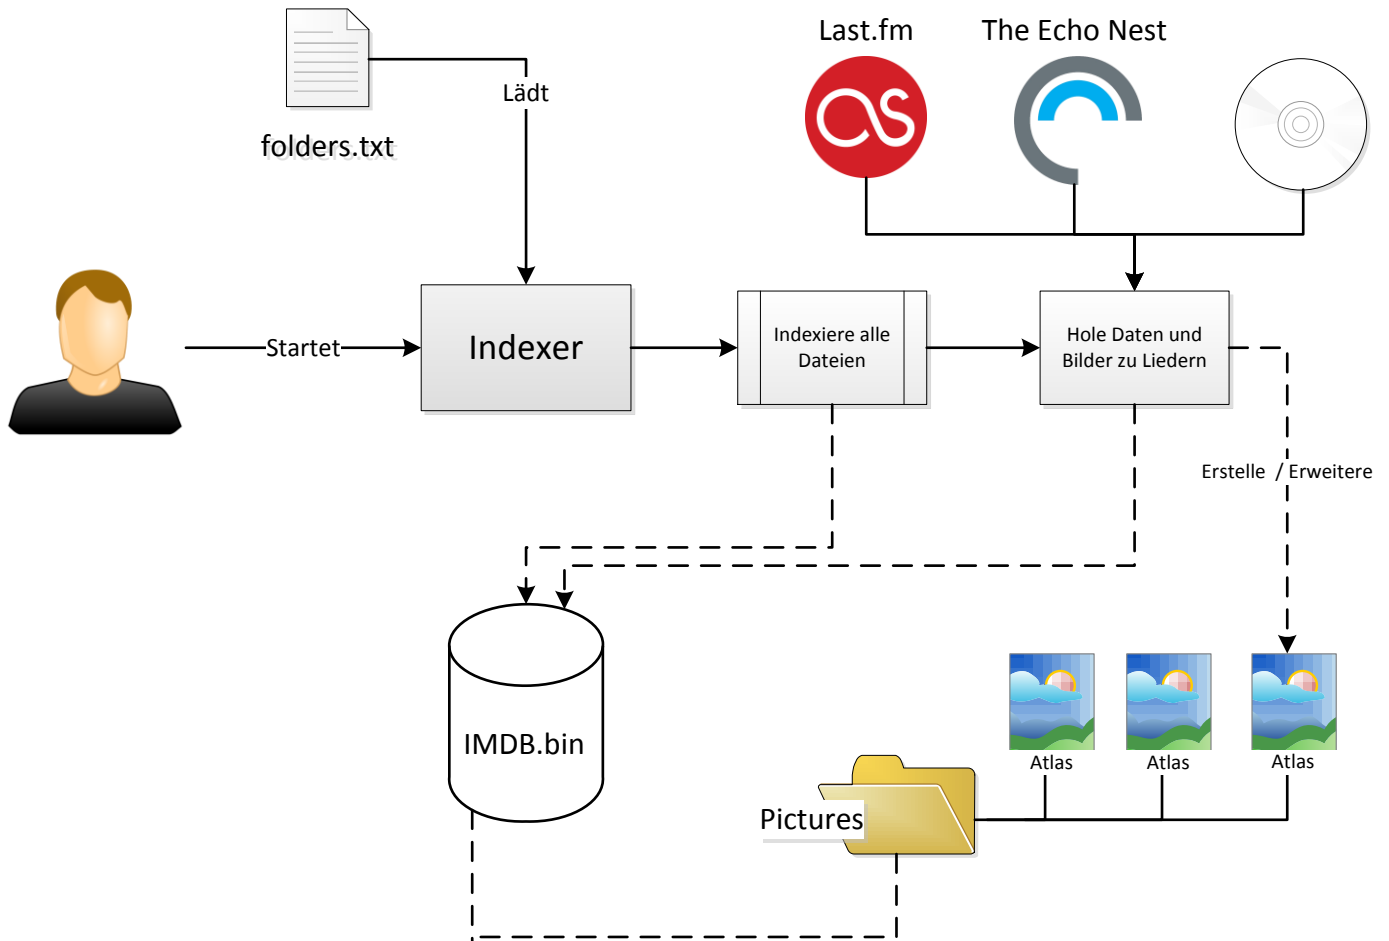 Last.fm
The Echo Nest
Lädt
folders.txt
Startet
Indexer
Indexiere alle
Dateien
Hole Daten und
Bilder zu Liedern
Erstelle / Erweitere
IMDB.bin
Atlas
Atlas
Atlas
Pictures